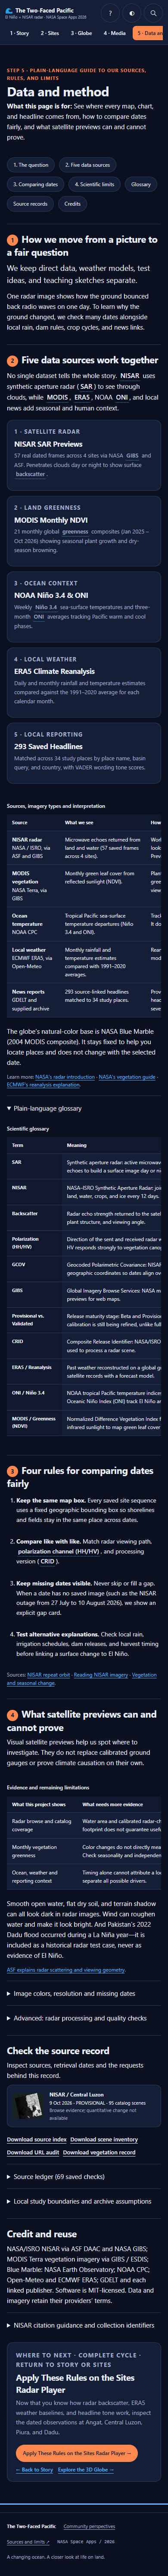 The Two-Faced Pacific
El Niño × NISAR radar · NASA Space Apps 2026
1 · Story
2 · Sites
3 · Globe
4 · Media
5 · Data an
STEP 5 · PLAIN-LANGUAGE GUIDE TO OUR SOURCES,
RULES, AND LIMITS
Data and method
What this page is for: See where every map, chart,
and headline comes from, how to compare dates
fairly, and what satellite previews can and cannot
prove.
1. The question
2. Five data sources
3. Comparing dates
4. Scientific limits
Glossary
Source records
Credits
1 How we move from a picture to
a fair question
We keep direct data, weather models, test
ideas, and teaching sketches separate.
One radar image shows how the ground bounced
back radio waves on one day. To learn why the
ground changed, we check many dates alongside
local rain, dam rules, crop cycles, and news links.
2 Five data sources work together
No single dataset tells the whole story. NISAR uses
synthetic aperture radar ( SAR ) to see through
clouds, while MODIS , ERA5 , NOAA ONI , and local
news add seasonal and human context.
1 · SATELLITE RADAR
NISAR SAR Previews
57 real dated frames across 4 sites via NASA GIBS and
ASF. Penetrates clouds day or night to show surface
backscatter .
2 · LAND GREENNESS
MODIS Monthly NDVI
21 monthly global greenness composites (Jan 2025 –
Oct 2026) showing seasonal plant growth and dry-
season browning.
3 · OCEAN CONTEXT
NOAA Niño 3.4 & ONI
Weekly Niño 3.4 sea-surface temperatures and three-
month ONI averages tracking Pacific warm and cool
phases.
4 · LOCAL WEATHER
ERA5 Climate Reanalysis
Daily and monthly rainfall and temperature estimates
compared against the 1991–2020 average for each
calendar month.
5 · LOCAL REPORTING
293 Saved Headlines
Matched across 34 study places by place name, basin
query, and country, with VADER wording tone scores.
Sources, imagery types and interpretation
Source What we see How
NISAR radar
NASA / ISRO, via
ASF and GIBS
Microwave echoes returned from
land and water (57 saved frames
across 4 sites).
MODIS
vegetation
NASA Terra, via
GIBS
Monthly green leaf cover from
reflected sunlight (NDVI).
Ocean
temperature
NOAA CPC
Tropical Pacific sea-surface
temperature departures (Niño
3.4 and ONI).
Local weather
ECMWF ERA5, via
Open-Meteo
Monthly rainfall and
temperature estimates
compared with 1991–2020
averages.
News reports
GDELT and
supplied archive
293 source-linked headlines
matched to 34 study places.
The globe's natural-color base is NASA Blue Marble
(2004 MODIS composite). It stays fixed to help you
locate places and does not change with the selected
date.
Learn more: NASA's radar introduction · NASA's vegetation guide ·
ECMWF's reanalysis explanation.
▼ Plain-language glossary
Scientific glossary
Term Meaning
SAR
Synthetic aperture radar: active microwav
echoes to build a surface image day or ni
NISAR
NASA–ISRO Synthetic Aperture Radar: joi
land, water, crops, and ice every 12 days.
Backscatter
Radar echo strength returned to the satell
plant structure, and viewing angle.
Polarization
(HH/HV)
Direction of the sent and received radar w
HV responds strongly to vegetation canop
GCOV
Geocoded Polarimetric Covariance: NISAR
geographic coordinates so dates align ov
GIBS
Global Imagery Browse Services: NASA m
previews for web maps.
Provisional vs.
Validated
Release maturity stage: Beta and Provision
calibration is still being refined, unlike full
CRID
Composite Release Identifier: NASA/ISRO
used to process a radar scene.
ERA5 / Reanalysis
Past weather reconstructed on a global gr
satellite records with a forecast model.
ONI / Niño 3.4
NOAA tropical Pacific temperature indices
Oceanic Niño Index (ONI) track El Niño an
MODIS / Greenness
(NDVI)
Normalized Difference Vegetation Index f
infrared sunlight to map green leaf cover
3 Four rules for comparing dates
fairly
1. Keep the same map box. Every saved site sequence
uses a fixed geographic bounding box so shorelines
and fields stay in the same place across dates.
2. Compare like with like. Match radar viewing path,
polarization channel (HH/HV) , and processing
version ( CRID ).
3. Keep missing dates visible. Never skip or fill a gap.
When a date has no saved image (such as the NISAR
outage from 27 July to 10 August 2026), we show an
explicit gap card.
4. Test alternative explanations. Check local rain,
irrigation schedules, dam releases, and harvest timing
before linking a surface change to El Niño.
Sources: NISAR repeat orbit · Reading NISAR imagery · Vegetation
and seasonal change.
4 What satellite previews can and
cannot prove
Visual satellite previews help us spot where to
investigate. They do not replace calibrated ground
gauges or prove climate causation on their own.
Evidence and remaining limitations
What this project shows What needs more evidence
Radar browse and catalog
coverage
Water area and calibrated radar-ch
footprint does not guarantee usefu
Monthly vegetation
greenness
Color changes do not directly mea
Check seasonality and independen
Ocean, weather and
reporting context
Timing alone cannot attribute a loc
separate all possible drivers.
Smooth open water, flat dry soil, and terrain shadow
can all look dark in radar images. Wind can roughen
water and make it look bright. And Pakistan's 2022
Dadu flood occurred during a La Niña year—it is
shown as a historical radar test case, never as
evidence of El Niño.
ASF explains radar scattering and viewing geometry.
▶ Image colors, resolution and missing dates
▶ Advanced: radar processing and quality checks
Check the source record
Inspect sources, retrieval dates and the requests
behind this record.
NISAR / Central Luzon
9 Oct 2026 · PROVISIONAL · 95 catalog scenes
Browse evidence; quantitative change not
available
Download source index Download scene inventory
Download URL audit Download vegetation record
▶ Source ledger (69 saved checks)
▶ Local study boundaries and archive assumptions
Credit and reuse
NASA/ISRO NISAR via ASF DAAC and NASA GIBS;
MODIS Terra vegetation imagery via GIBS / ESDIS;
Blue Marble: NASA Earth Observatory; NOAA CPC;
Open-Meteo and ECMWF ERA5; GDELT and each
linked publisher. Software is MIT-licensed. Data and
imagery retain their providers' terms.
▶ NISAR citation guidance and collection identifiers
WHERE TO NEXT · COMPLETE CYCLE ·
RETURN TO STORY OR SITES
Apply These Rules on the Sites
Radar Player
Now that you know how radar backscatter, ERA5
weather baselines, and headline tone work, inspect
the dated observations at Angat, Central Luzon,
Piura, and Dadu.
Apply These Rules on the Sites Radar Player →
← Back to Story Explore the 3D Globe →
The Two-Faced Pacific Community perspectives
Sources and limits ↗ NASA Space Apps / 2026
A changing ocean. A closer look at life on land.